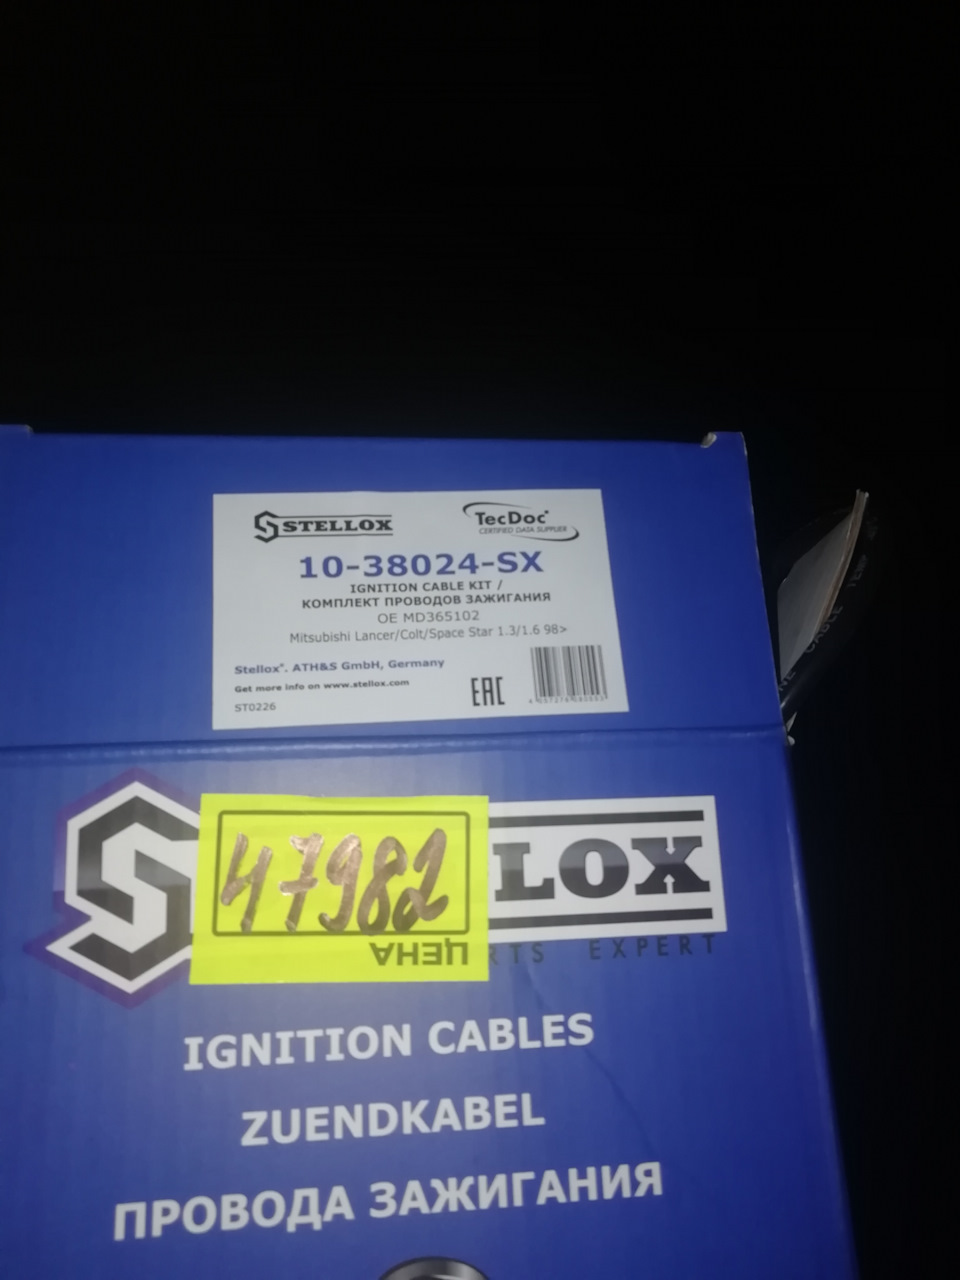 STELLOX
TecDoc
CERTIFIED DATA SUPPLIER
10-38024-SX
IGNITION CABLE KIT /
КОМПЛЕКТ ПРОВОДОВ ЗАЖИГАНИЯ
OE MD365102
Mitsubishi Lancer/Colt/Space Star 1.3/1.6 98>
Stellox®. ATH&S GmbH, Germany
Get more info on www.stellox.com
EAC
ST0226
47982
LOX
ЦЕНА
RTS EXPERT
IGNITION CABLES
ZUENDKABEL
ПРОВОДА ЗАЖИГАНИЯ